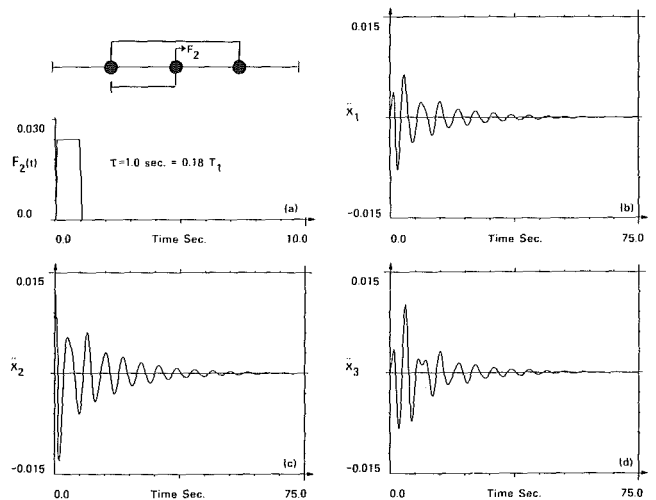 F₂
0.030
F₂(t)
τ=1.0 sec. = 0.18 T₁
0.0
(a)
0.0 Time Sec. 10.0
0.015
ẍ₁
-0.015
(b)
0.0 Time Sec. 75.0
0.015
ẍ₂
-0.015
(c)
0.0 Time Sec. 75.0
0.015
ẍ₃
-0.015
(d)
0.0 Time Sec. 75.0